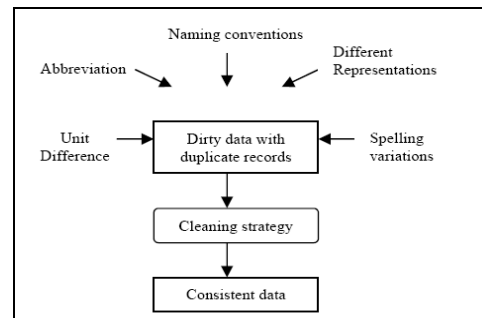 Naming conventions
Different
Representations
Abbreviation
Unit
Difference
Dirty data with
duplicate records
Spelling
variations
Cleaning strategy
Consistent data